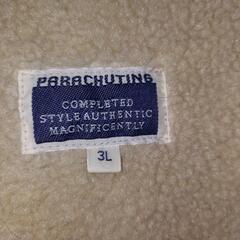 PARACHUTING
COMPLETED
STYLE AUTHENTIC
MAGNIFICENTLY
3L